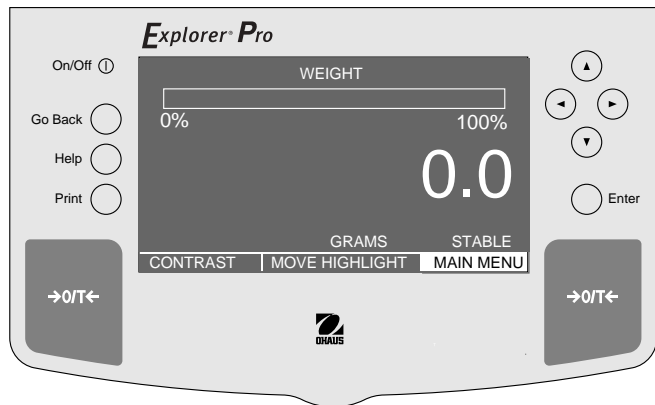 Explorer® Pro
On/Off
WEIGHT
0% 100%
Go Back
Help
Print
0.0
Enter
GRAMS STABLE
CONTRAST MOVE HIGHLIGHT MAIN MENU
→0/T← →0/T←
OHAUS